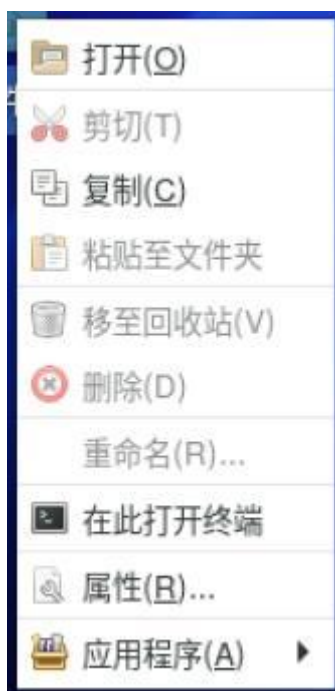 打开(O)
剪切(T)
复制(C)
粘贴至文件夹
移至回收站(V)
删除(D)
重命名(R)...
在此打开终端
属性(R)...
应用程序(A)